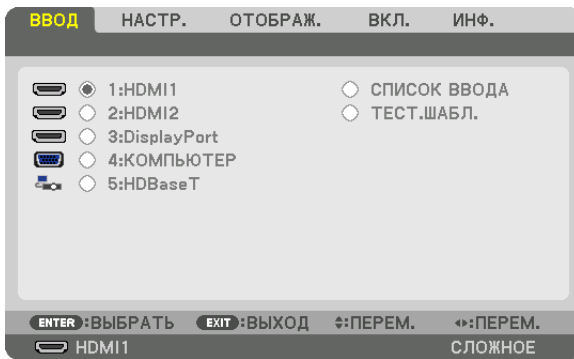 ВВОД НАСТР. ОТОБРАЖ. ВКЛ. ИНФ.
1:HDMI1 СПИСОК ВВОДА
2:HDMI2 ТЕСТ.ШАБЛ.
3:DisplayPort
4:КОМПЬЮТЕР
5:HDBaseT
ENTER :ВЫБРАТЬ EXIT :ВЫХОД :ПЕРЕМ. :ПЕРЕМ.
HDMI1 СЛОЖНОЕ